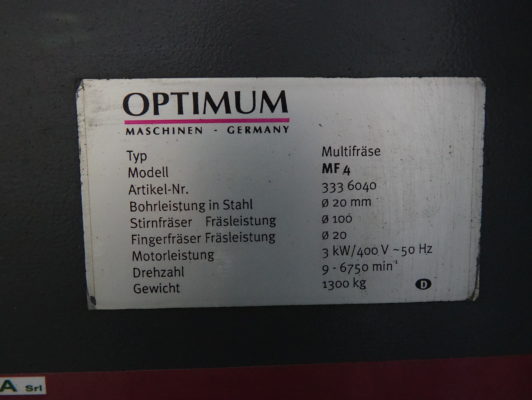 OPTIMUM
MASCHINEN - GERMANY
Typ Multifräse
Modell MF 4
Artikel-Nr. 333 6040
Bohrleistung in Stahl Ø 20 mm
Stirnfräser Fräsleistung Ø 100
Fingerfräser Fräsleistung Ø 20
Motorleistung 3 kW/400 V ~50 Hz
Drehzahl 9 - 6750 min⁻¹
Gewicht 1300 kg D
A Srl